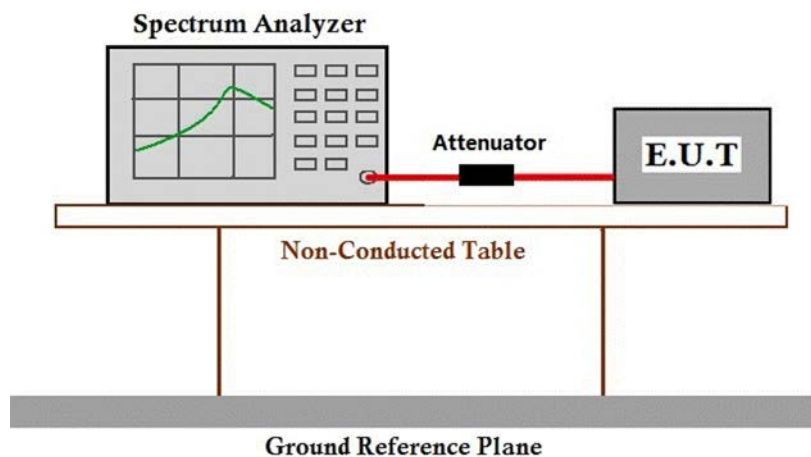 Spectrum Analyzer
Attenuator
E.U.T
Non-Conducted Table
Ground Reference Plane